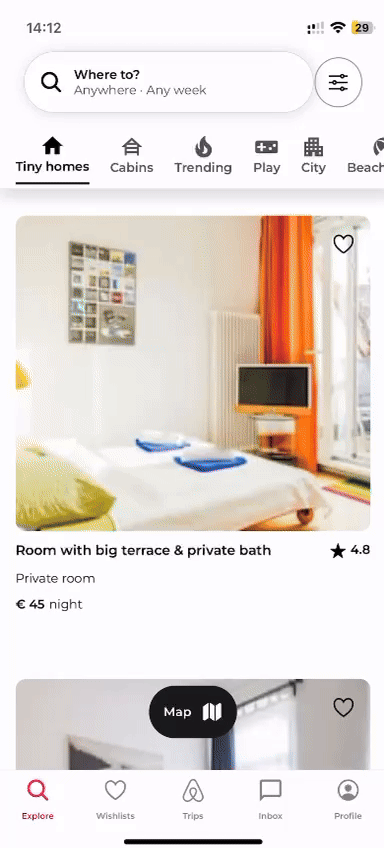 14:12
29
Where to?
Anywhere · Any week
Tiny homes
Cabins
Trending
Play
City
Beach
Room with big terrace & private bath
4.8
Private room
€ 45 night
Map
Explore
Wishlists
Trips
Inbox
Profile